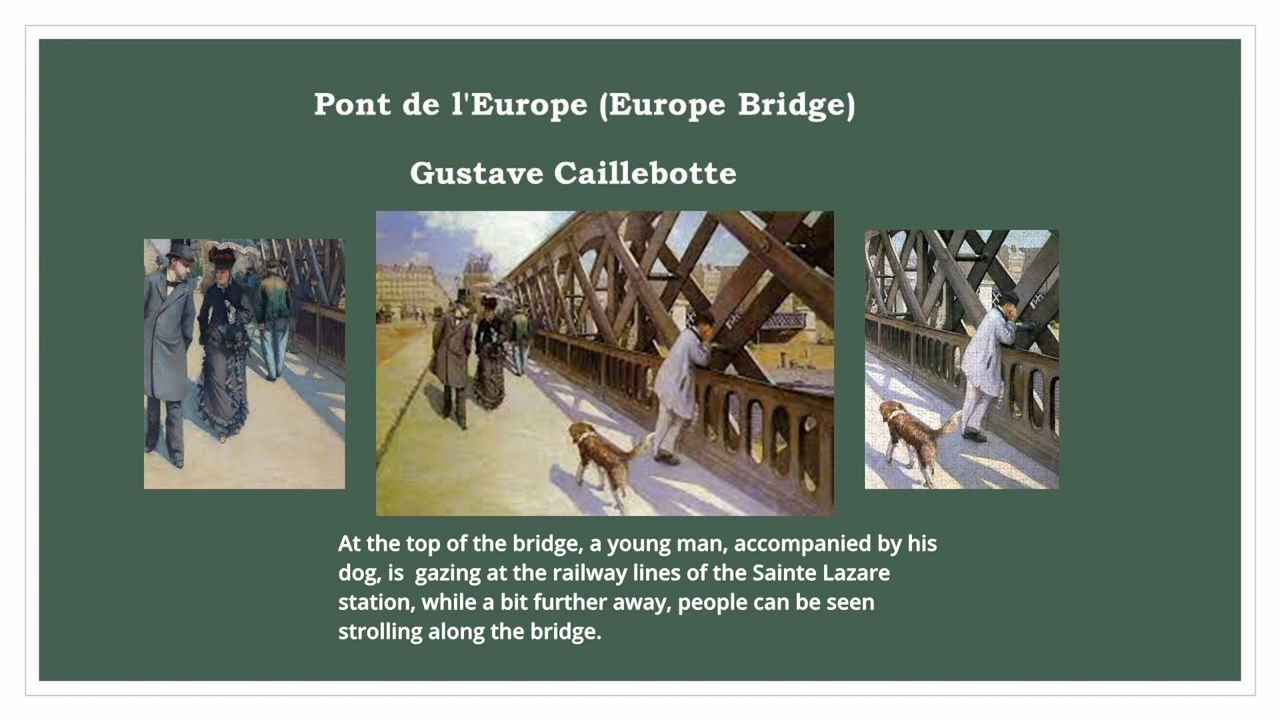 Pont de l'Europe (Europe Bridge)
Gustave Caillebotte
At the top of the bridge, a young man, accompanied by his
dog, is  gazing at the railway lines of the Sainte Lazare
station, while a bit further away, people can be seen
strolling along the bridge.